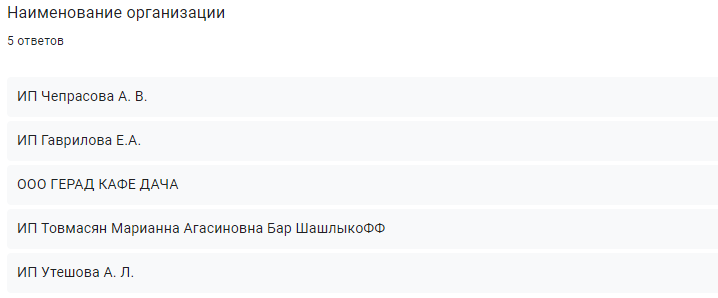 Наименование организации
5 ответов
ИП Чепрасова А. В.
ИП Гаврилова Е.А.
ООО ГЕРАД КАФЕ ДАЧА
ИП Товмасян Марианна Агасиновна Бар ШашлыкоФФ
ИП Утешова А. Л.